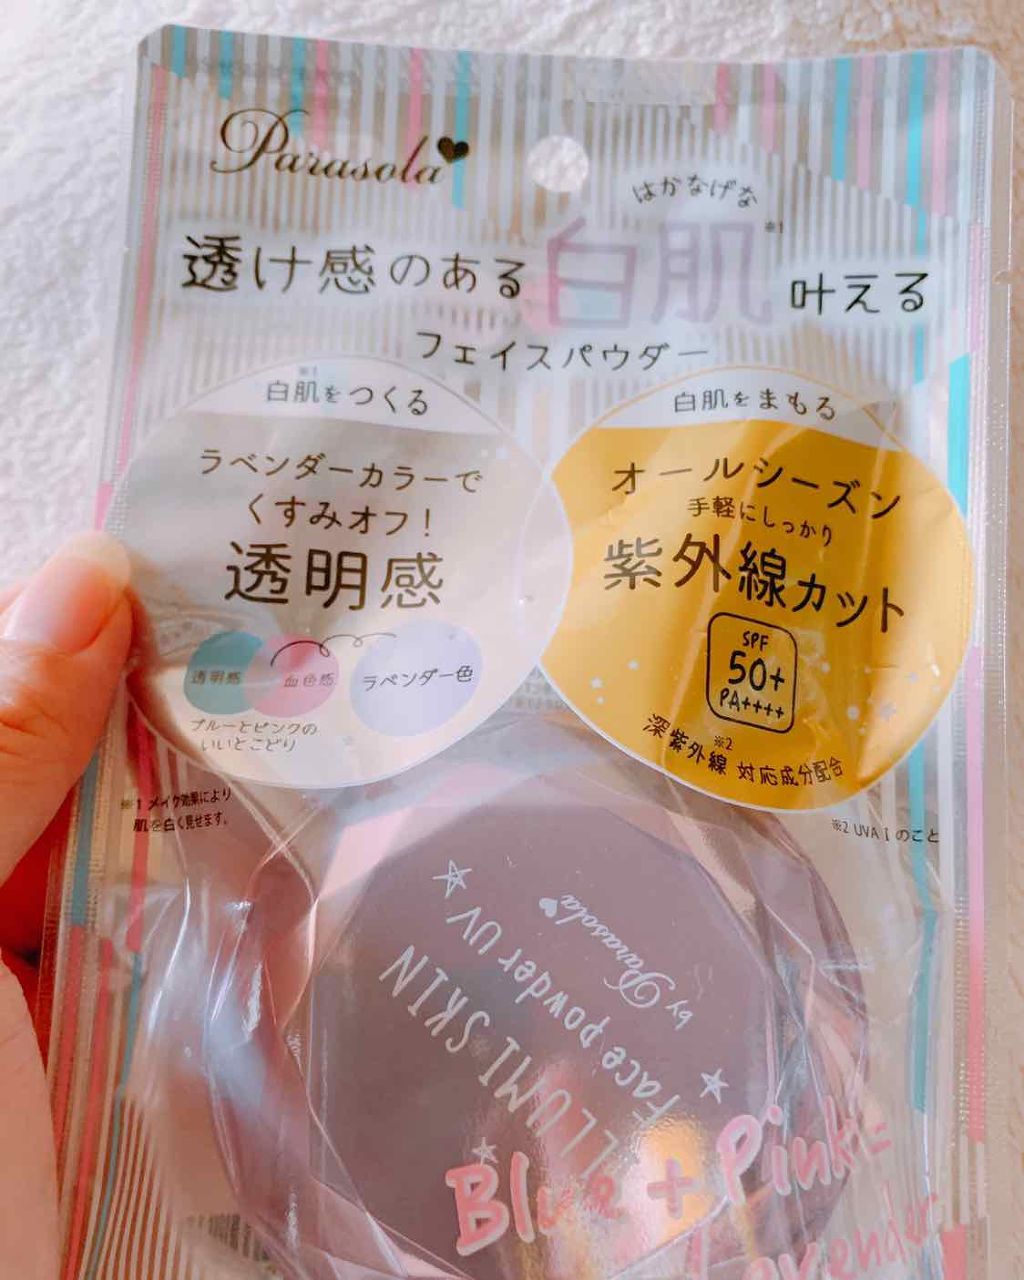 Parasola
はかなげな
透け感のある白肌※1叶える
フェイスパウダー
※1
白肌をつくる
ラベンダーカラーで
くすみオフ!
透明感
透明感 血色感 ラベンダー色
ブルーとピンクの
いいとこどり
※1 メイク効果により
肌を白く見せます。
白肌をまもる
オールシーズン
手軽にしっかり
紫外線カット
SPF
50+
PA++++
※2
深紫外線 対応成分配合
※2 UVA I のこと
ILLUMI SKIN
Face powder UV
by Parasola
Blue + Pink=
Lavender